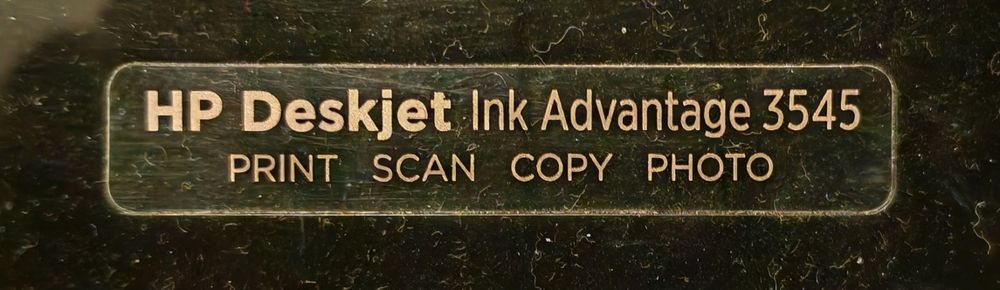 HP Deskjet Ink Advantage 3545
PRINT SCAN COPY PHOTO